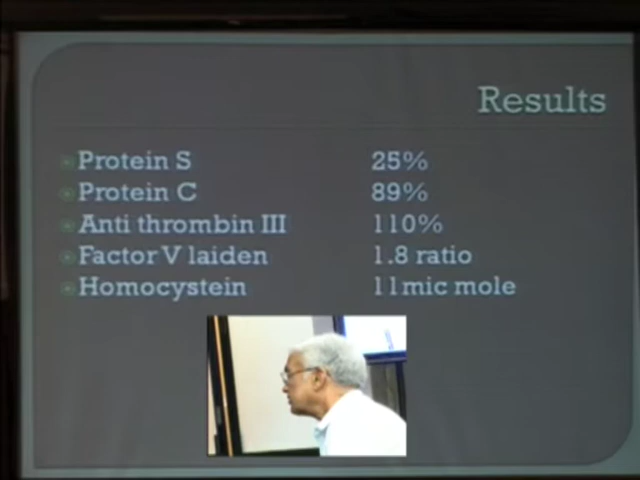 Results
Protein S 25%
Protein C 89%
Anti thrombin III 110%
Factor V laiden 1.8 ratio
Homocystein 11mic mole